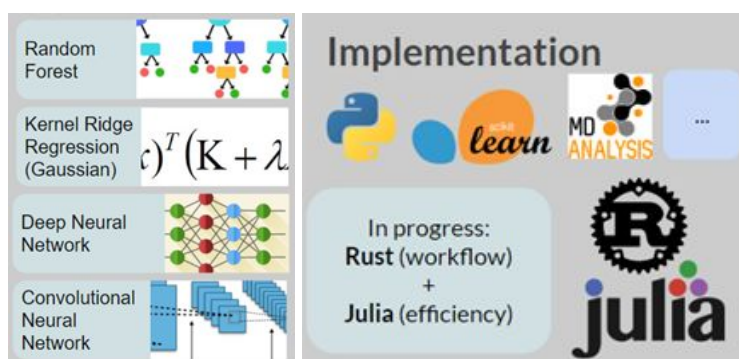 Random
Forest
Kernel Ridge
Regression
(Gaussian)
)ᵀ (K + λ
Deep Neural
Network
Convolutional
Neural
Network
Implementation
scikit
learn
MD
ANALYSIS
...
In progress:
Rust (workflow)
+
Julia (efficiency)
R
julia